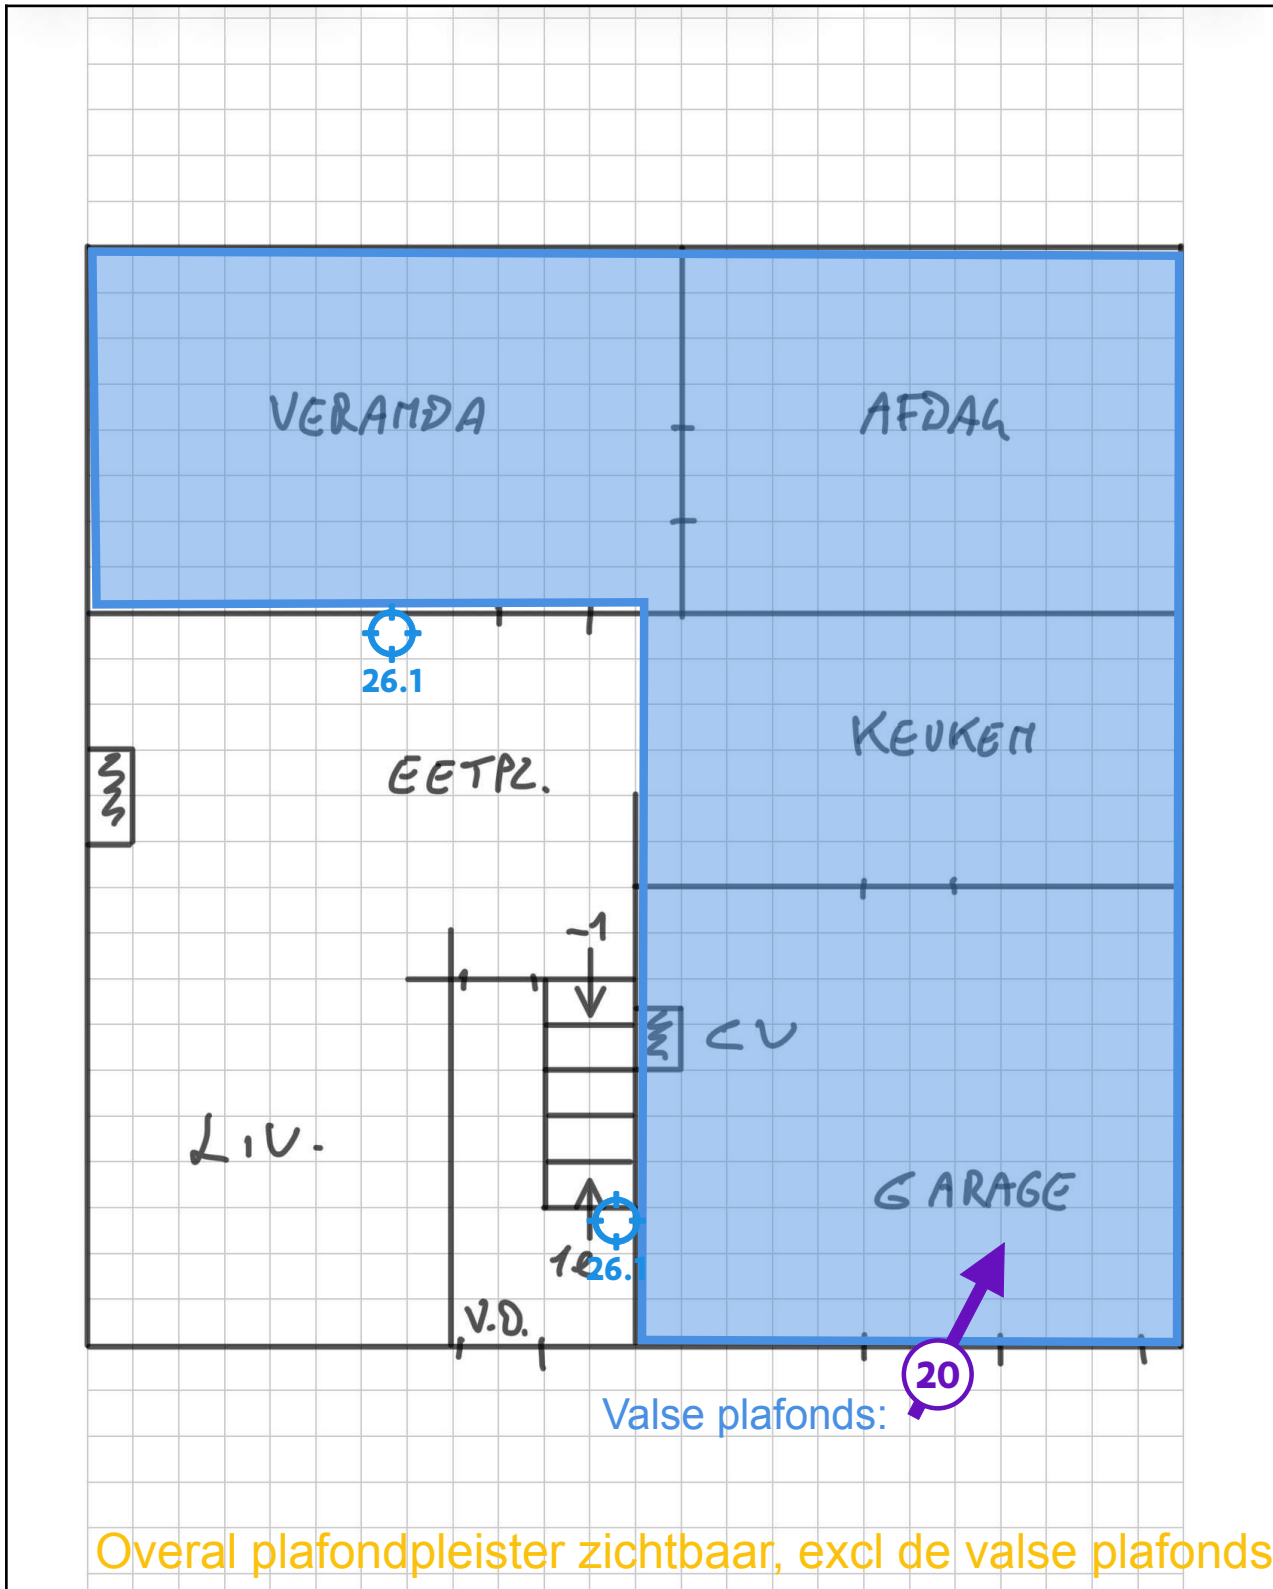 VERANDA
AFDAK
26.1
KEUKEN
EETPL.
-1
CV
LIV.
GARAGE
1e
26.1
V.D.
20
Valse plafonds:
Overal plafondpleister zichtbaar, excl de valse plafonds